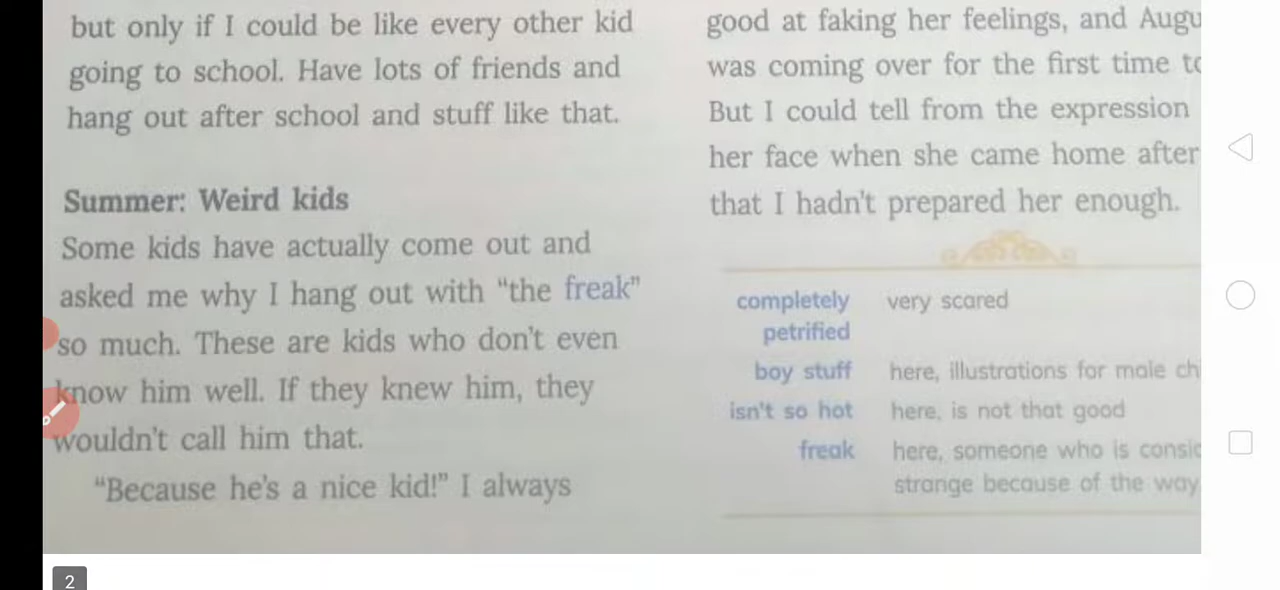 but only if I could be like every other kid
going to school. Have lots of friends and
hang out after school and stuff like that.
Summer: Weird kids
Some kids have actually come out and
asked me why I hang out with “the freak”
so much. These are kids who don't even
know him well. If they knew him, they
wouldn't call him that.
“Because he's a nice kid!” I always
good at faking her feelings, and Augu
was coming over for the first time to
But I could tell from the expression
her face when she came home after
that I hadn't prepared her enough.
completely very scared
petrified
boy stuff here, illustrations for male ch
isn't so hot here, is not that good
freak here, someone who is consid
strange because of the way
2